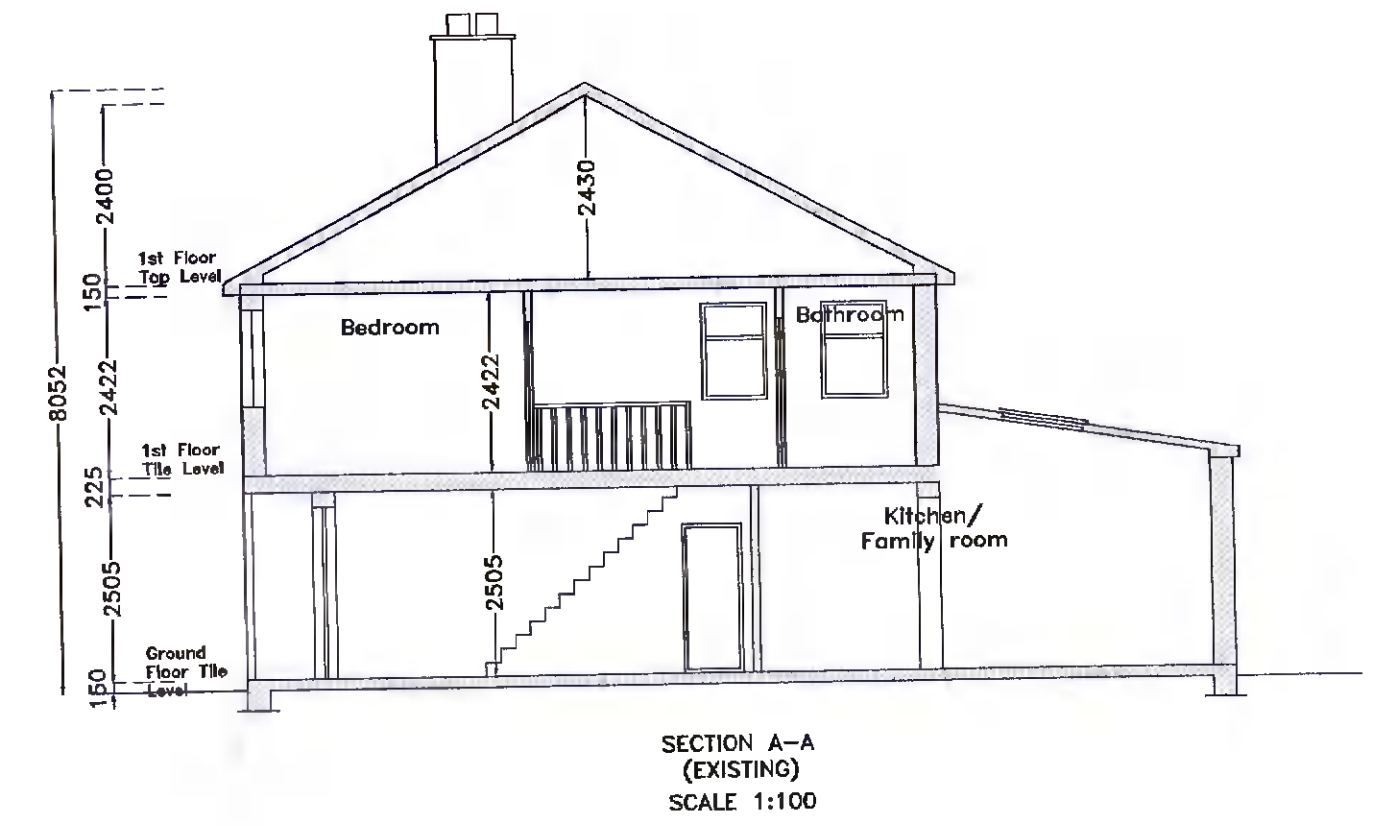 8052
2400
2430
1st Floor
Top Level
150
Bedroom
Bathroom
2422
2422
1st Floor
Tile Level
225
Kitchen/
Family room
2505
2505
Ground
Floor Tile
Level
150
SECTION A–A
(EXISTING)
SCALE 1:100